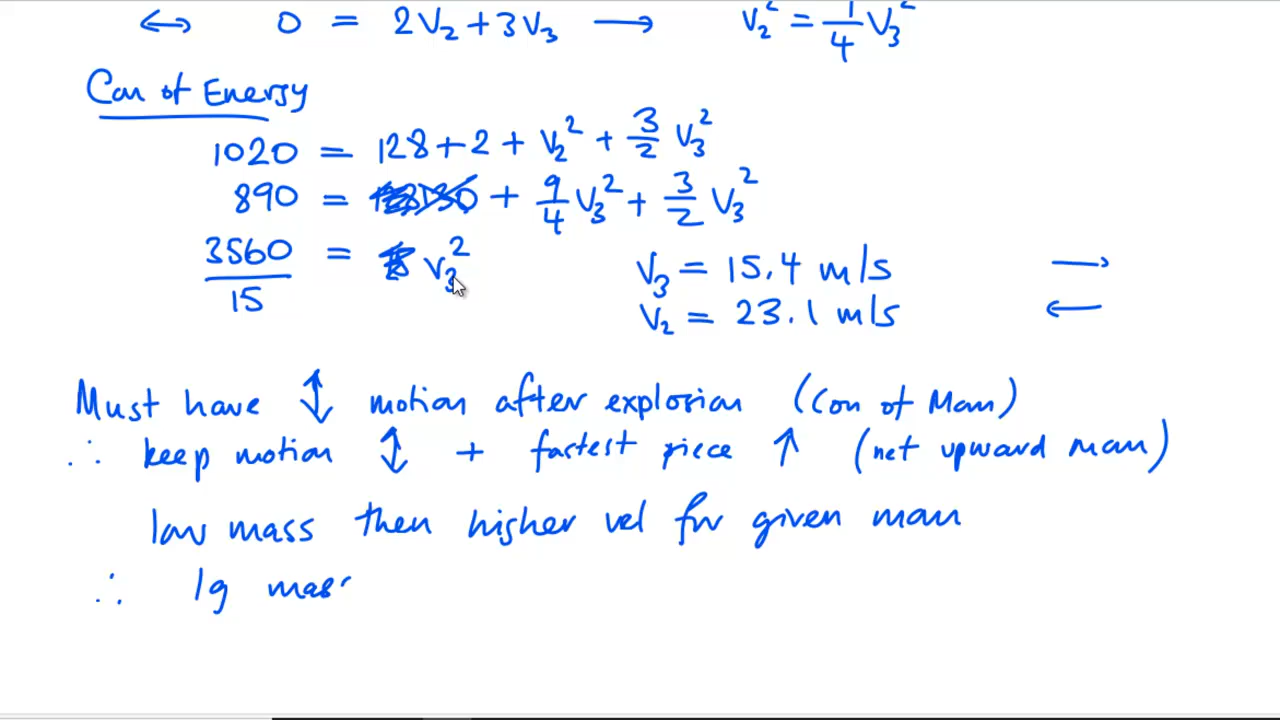 ↔ 0 = 2V₂ + 3V₃ → V₂² = 1/4 V₃²
Con of Energy
1020 = 128 + 2 + V₂² + 3/2 V₃²
890 = + 9/4 V₃² + 3/2 V₃²
3560/15 = V₃²
V₃ = 15.4 m/s →
V₂ = 23.1 m/s ←
Must have ↕ motion after explosion (Con of Mom)
∴ keep motion ↕ + fastest piece ↑ (net upward mom)
low mass then higher vel for given mom
∴ 1g mass